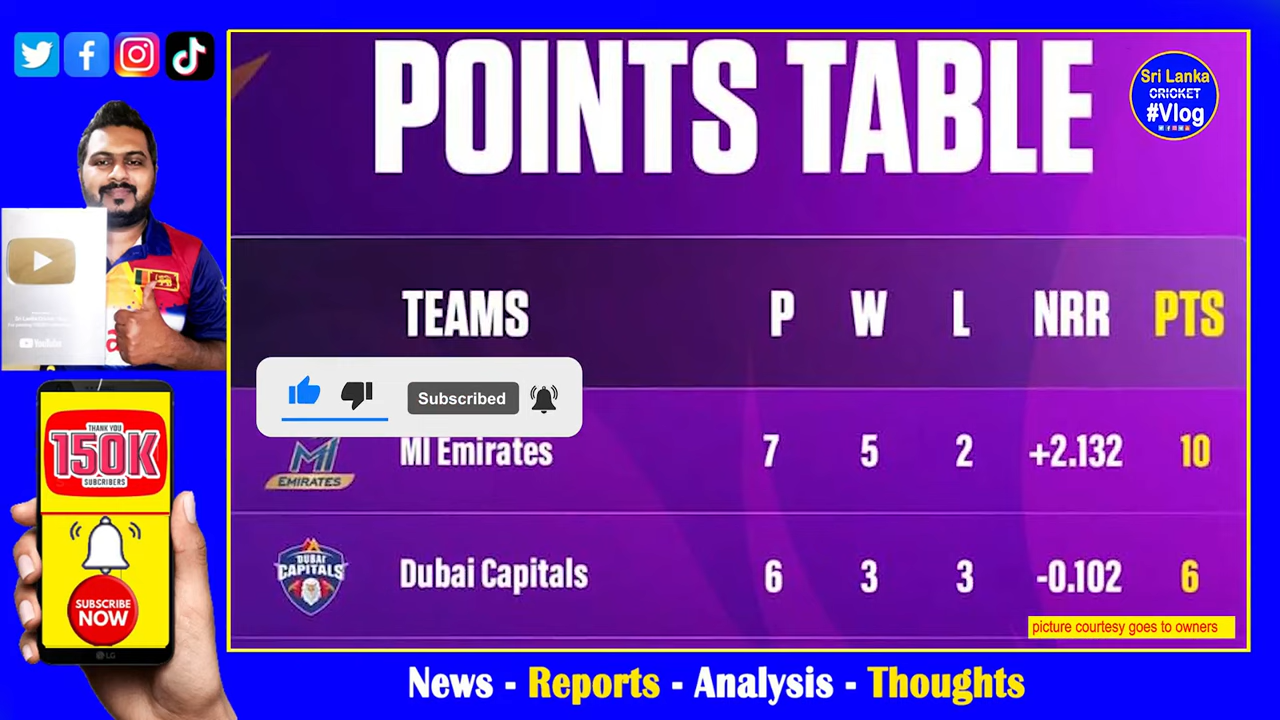 POINTS TABLE
Sri Lanka
CRICKET
#Vlog
TEAMS P W L NRR PTS
Subscribed
MI Emirates 7 5 2 +2.132 10
EMIRATES
DUBAI
CAPITALS
Dubai Capitals 6 3 3 -0.102 6
picture courtesy goes to owners
YouTube
THANK YOU
150K
SUBCRIBERS
SUBSCRIBE
NOW
LG
News - Reports - Analysis - Thoughts